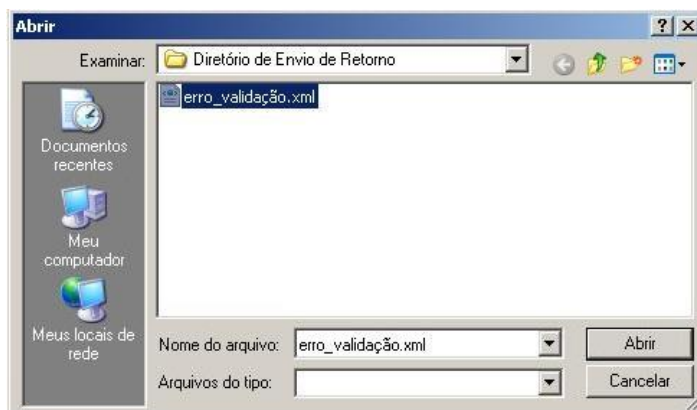 Abrir
Examinar: Diretório de Envio de Retorno
erro_validação.xml
Documentos
recentes
Meu
computador
Meus locais de
rede
Nome do arquivo: erro_validação.xml Abrir
Arquivos do tipo: Cancelar